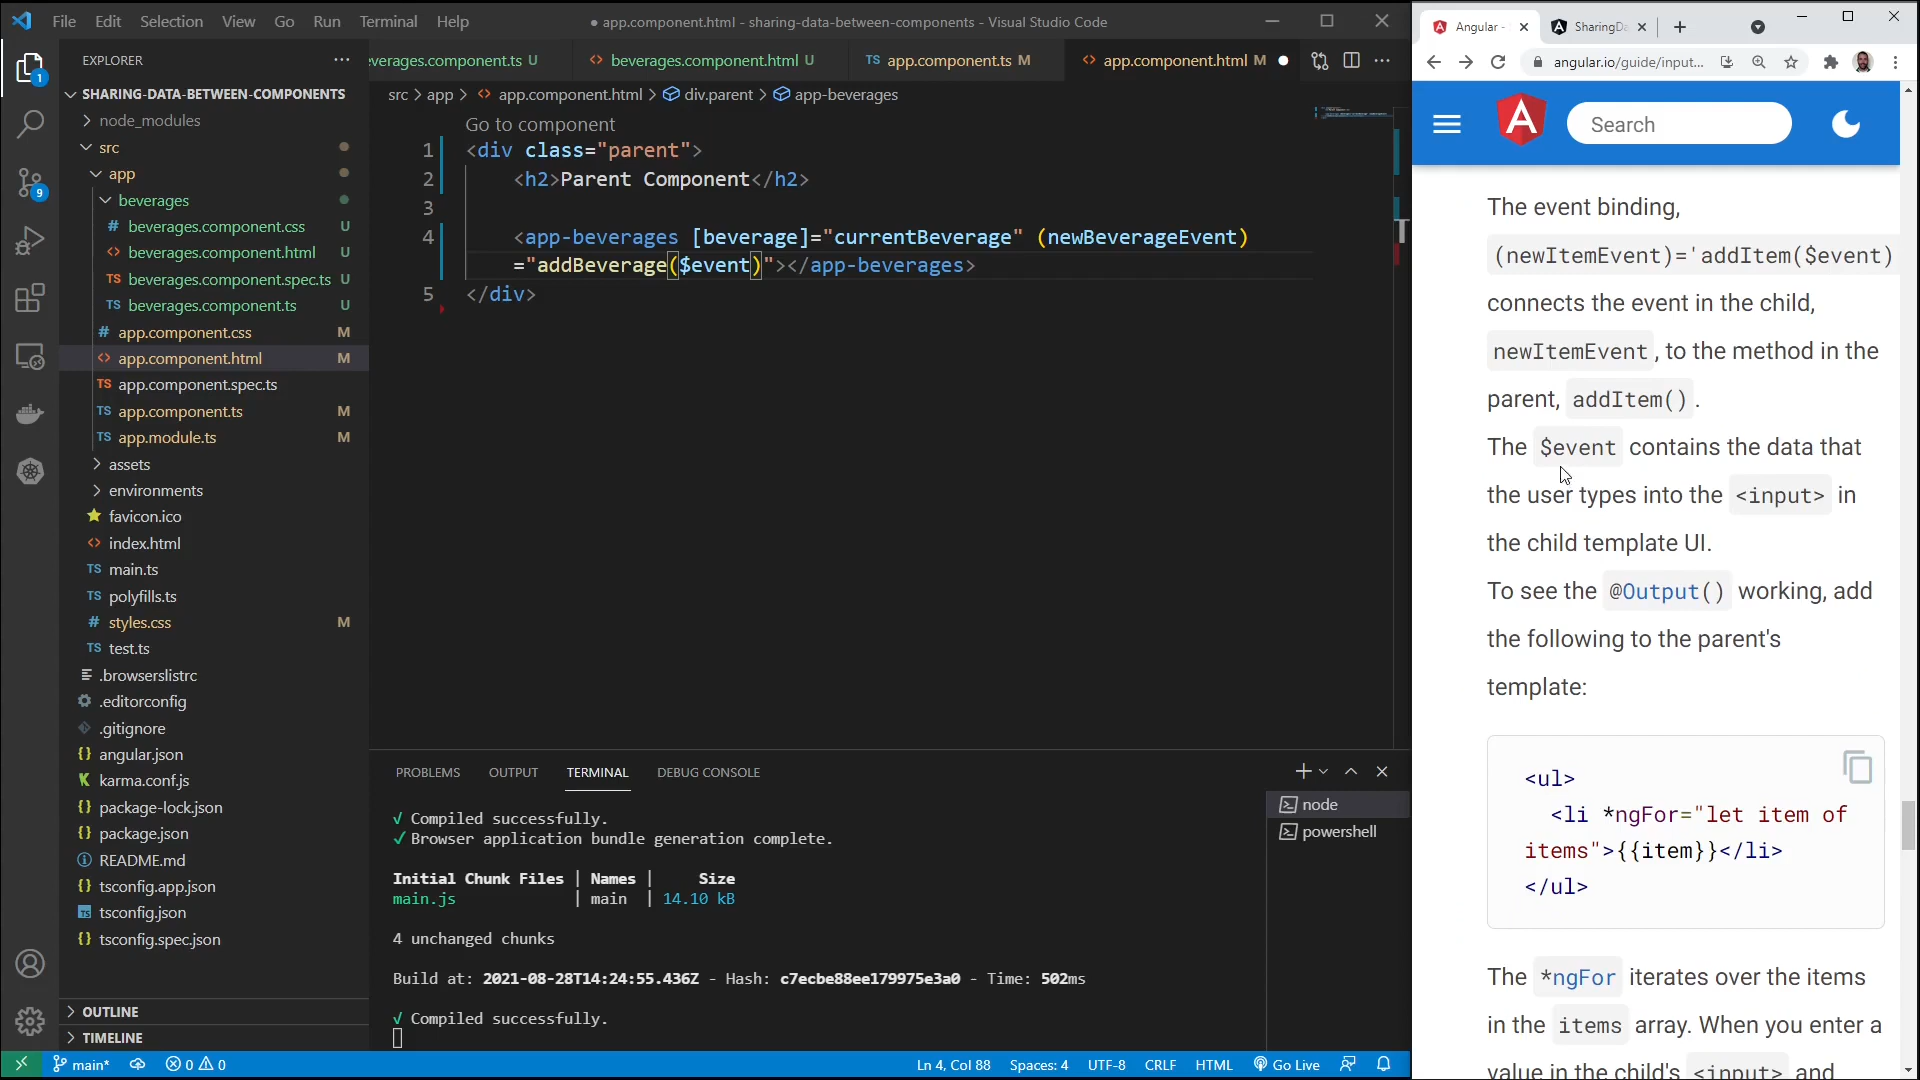 File Edit Selection View Go Run Terminal Help
● app.component.html - sharing-data-between-components - Visual Studio Code
EXPLORER
SHARING-DATA-BETWEEN-COMPONENTS
node_modules
src
app
beverages
beverages.component.css U
beverages.component.html U
beverages.component.spec.ts U
beverages.component.ts U
app.component.css M
app.component.html M
app.component.spec.ts
app.component.ts M
app.module.ts M
assets
environments
favicon.ico
index.html
main.ts
polyfills.ts
styles.css M
test.ts
.browserslistrc
.editorconfig
.gitignore
angular.json
karma.conf.js
package-lock.json
package.json
README.md
tsconfig.app.json
tsconfig.json
tsconfig.spec.json
OUTLINE
TIMELINE
everages.component.ts U
beverages.component.html U
TS app.component.ts M
app.component.html M
src > app > app.component.html > div.parent > app-beverages
Go to component
1 <div class="parent">
2 <h2>Parent Component</h2>
3
4 <app-beverages [beverage]="currentBeverage" (newBeverageEvent)
="addBeverage($event)"></app-beverages>
5 </div>
PROBLEMS OUTPUT TERMINAL DEBUG CONSOLE
node
powershell
√ Compiled successfully.
✓ Browser application bundle generation complete.
Initial Chunk Files | Names | Size
main.js | main | 14.10 kB
4 unchanged chunks
Build at: 2021-08-28T14:24:55.436Z - Hash: c7ecbe88ee179975e3a0 - Time: 502ms
√ Compiled successfully.
main* 0 0
Ln 4, Col 88 Spaces: 4 UTF-8 CRLF HTML Go Live
Angular -
SharingDa
angular.io/guide/input...
Search
The event binding,
(newItemEvent)='addItem($event)
connects the event in the child,
newItemEvent, to the method in the
parent, addItem().
The $event contains the data that
the user types into the <input> in
the child template UI.
To see the @Output() working, add
the following to the parent's
template:
<ul>
<li *ngFor="let item of
items">{{item}}</li>
</ul>
The *ngFor iterates over the items
in the items array. When you enter a
value in the child's <input> and